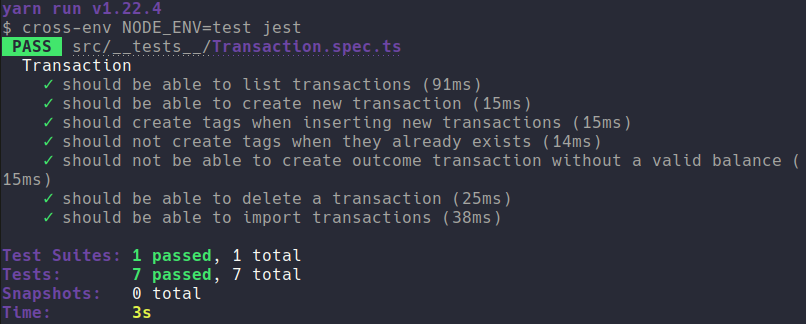 yarn run v1.22.4
$ cross-env NODE_ENV=test jest
PASS src/__tests__/Transaction.spec.ts
Transaction
✓ should be able to list transactions (91ms)
✓ should be able to create new transaction (15ms)
✓ should create tags when inserting new transactions (15ms)
✓ should not create tags when they already exists (14ms)
✓ should not be able to create outcome transaction without a valid balance (
15ms)
✓ should be able to delete a transaction (25ms)
✓ should be able to import transactions (38ms)
Test Suites: 1 passed, 1 total
Tests: 7 passed, 7 total
Snapshots: 0 total
Time: 3s